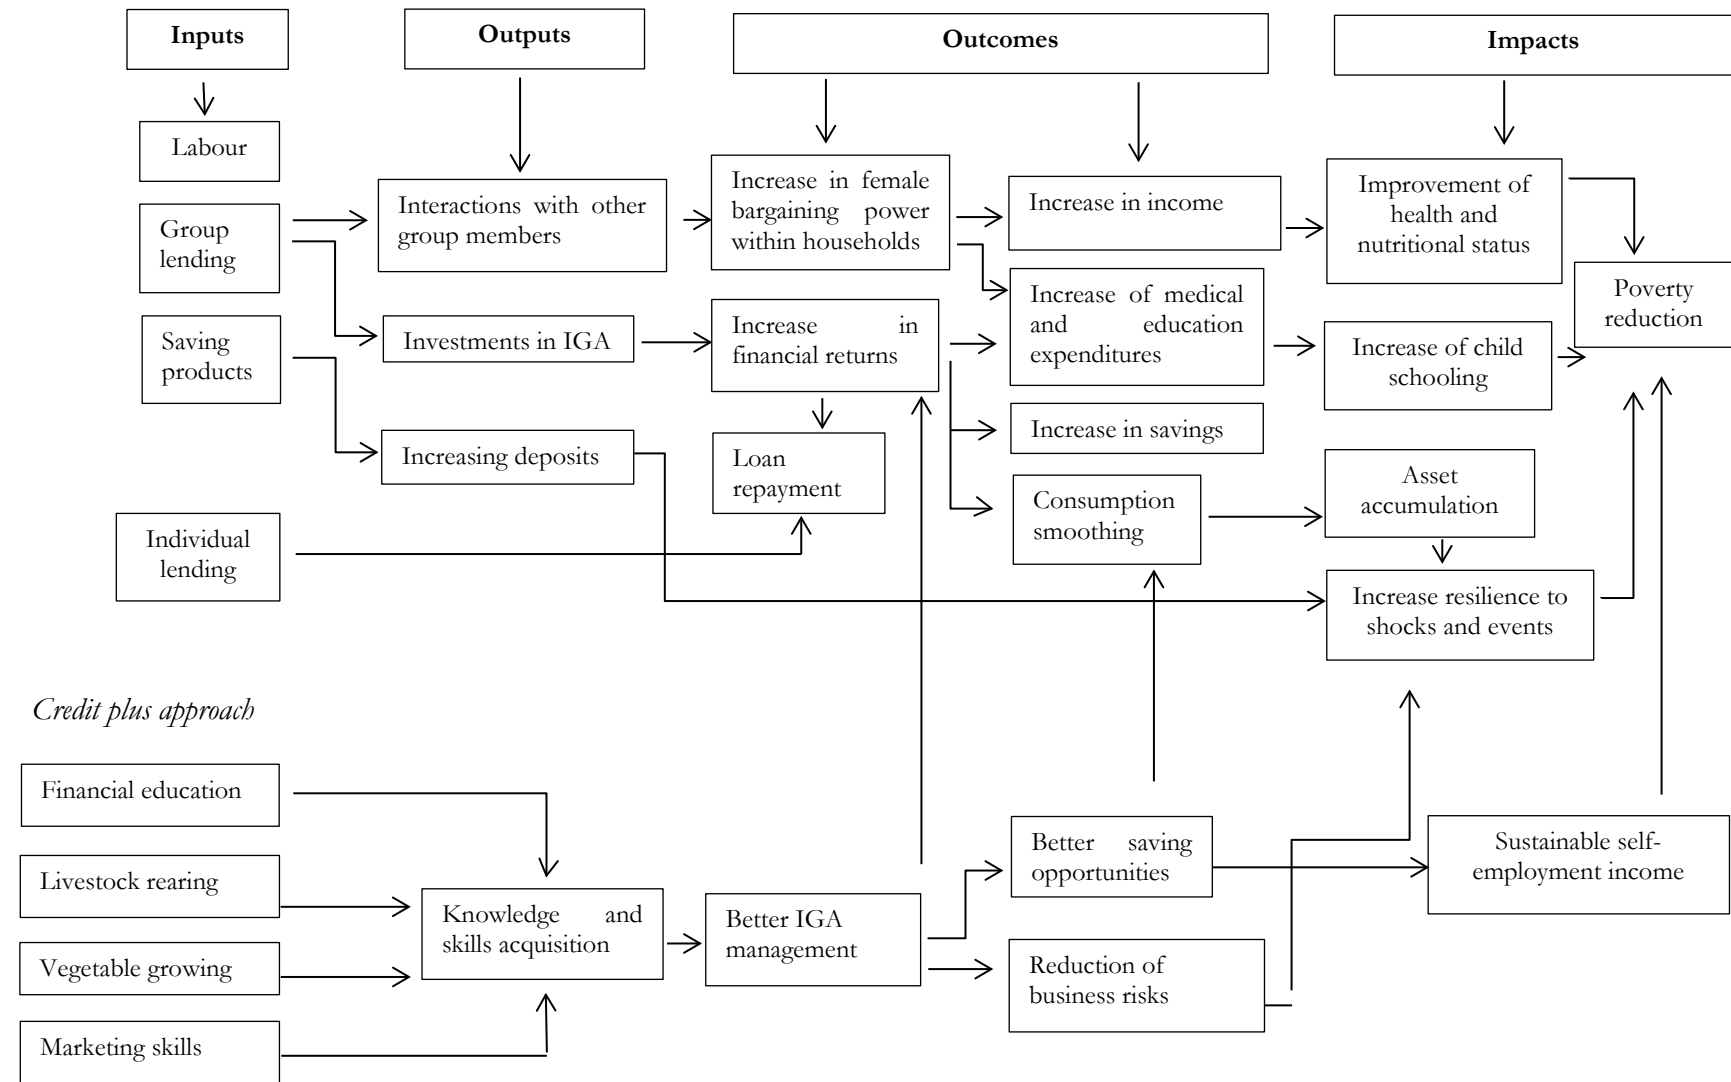 Inputs
Outputs
Outcomes
Impacts
Labour
Group
lending
Saving
products
Individual
lending
Interactions with other
group members
Investments in IGA
Increasing deposits
Increase in female
bargaining power
within households
Increase in
financial returns
Loan
repayment
Increase in income
Increase of medical
and education
expenditures
Increase in savings
Consumption
smoothing
Improvement of
health and
nutritional status
Increase of child
schooling
Asset
accumulation
Increase resilience to
shocks and events
Poverty
reduction
Credit plus approach
Financial education
Livestock rearing
Vegetable growing
Marketing skills
Knowledge and
skills acquisition
Better IGA
management
Better saving
opportunities
Reduction of
business risks
Sustainable self-
employment income